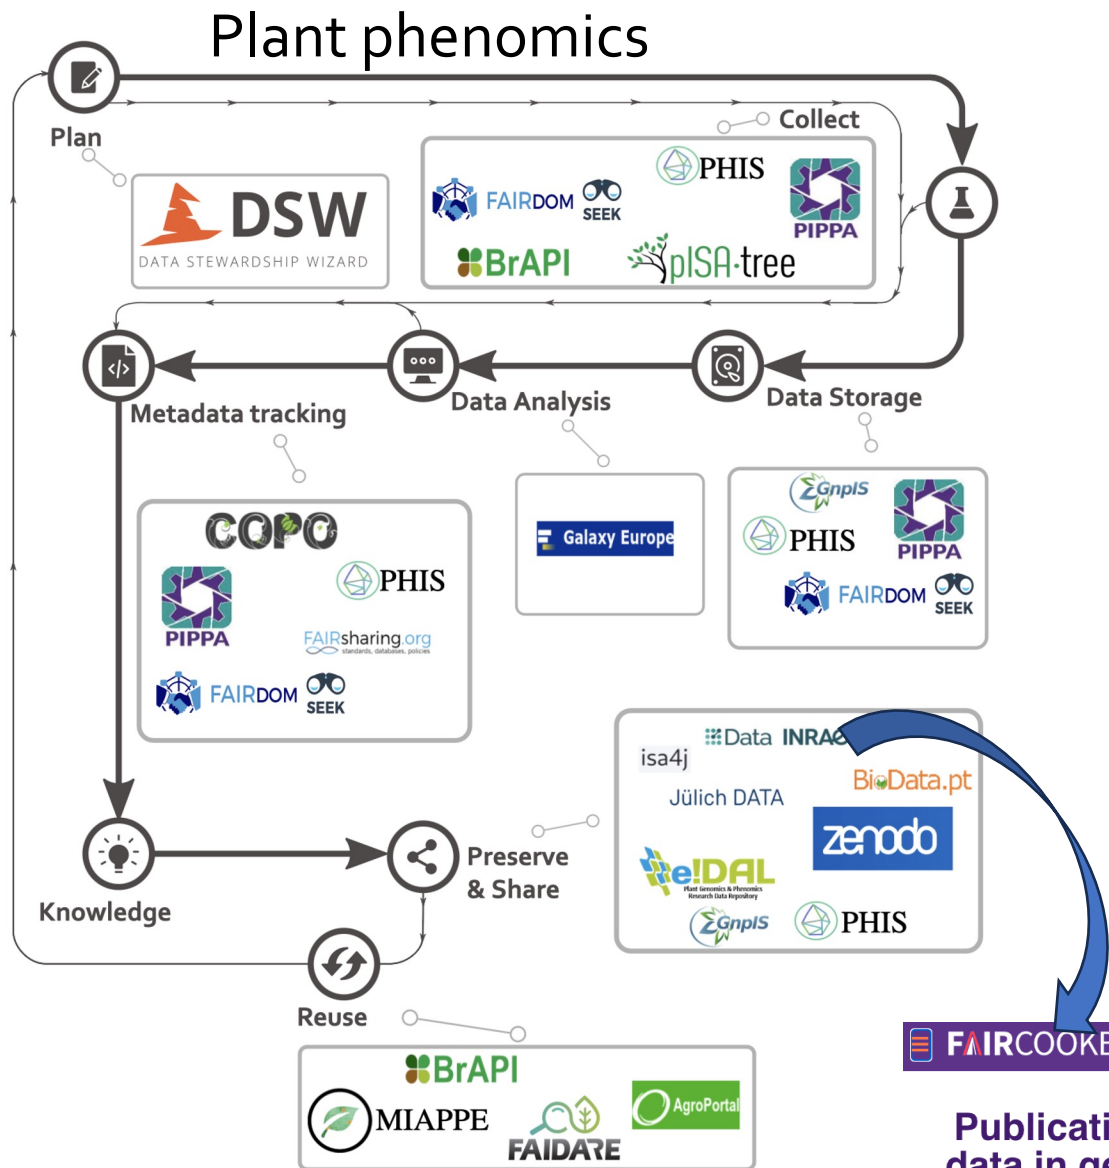 Plant phenomics
Plan
Collect
DSW
DATA STEWARDSHIP WIZARD
PHIS
FAIRDOM
SEEK
PIPPA
BrAPI
pISA·tree
Metadata tracking
Data Analysis
Data Storage
COPO
PIPPA
PHIS
FAIRsharing.org
standards, databases, policies
FAIRDOM
SEEK
Galaxy Europe
GnpIS
PHIS
PIPPA
FAIRDOM
SEEK
Data INRAE
isa4j
BioData.pt
Jülich DATA
zenodo
e!DAL
Plant Genomics & Phenomics
Research Data Repository
GnpIS
PHIS
Knowledge
Preserve
& Share
Reuse
BrAPI
MIAPPE
FAIDARE
AgroPortal
FAIRCOOKB
Publicati
data in ge